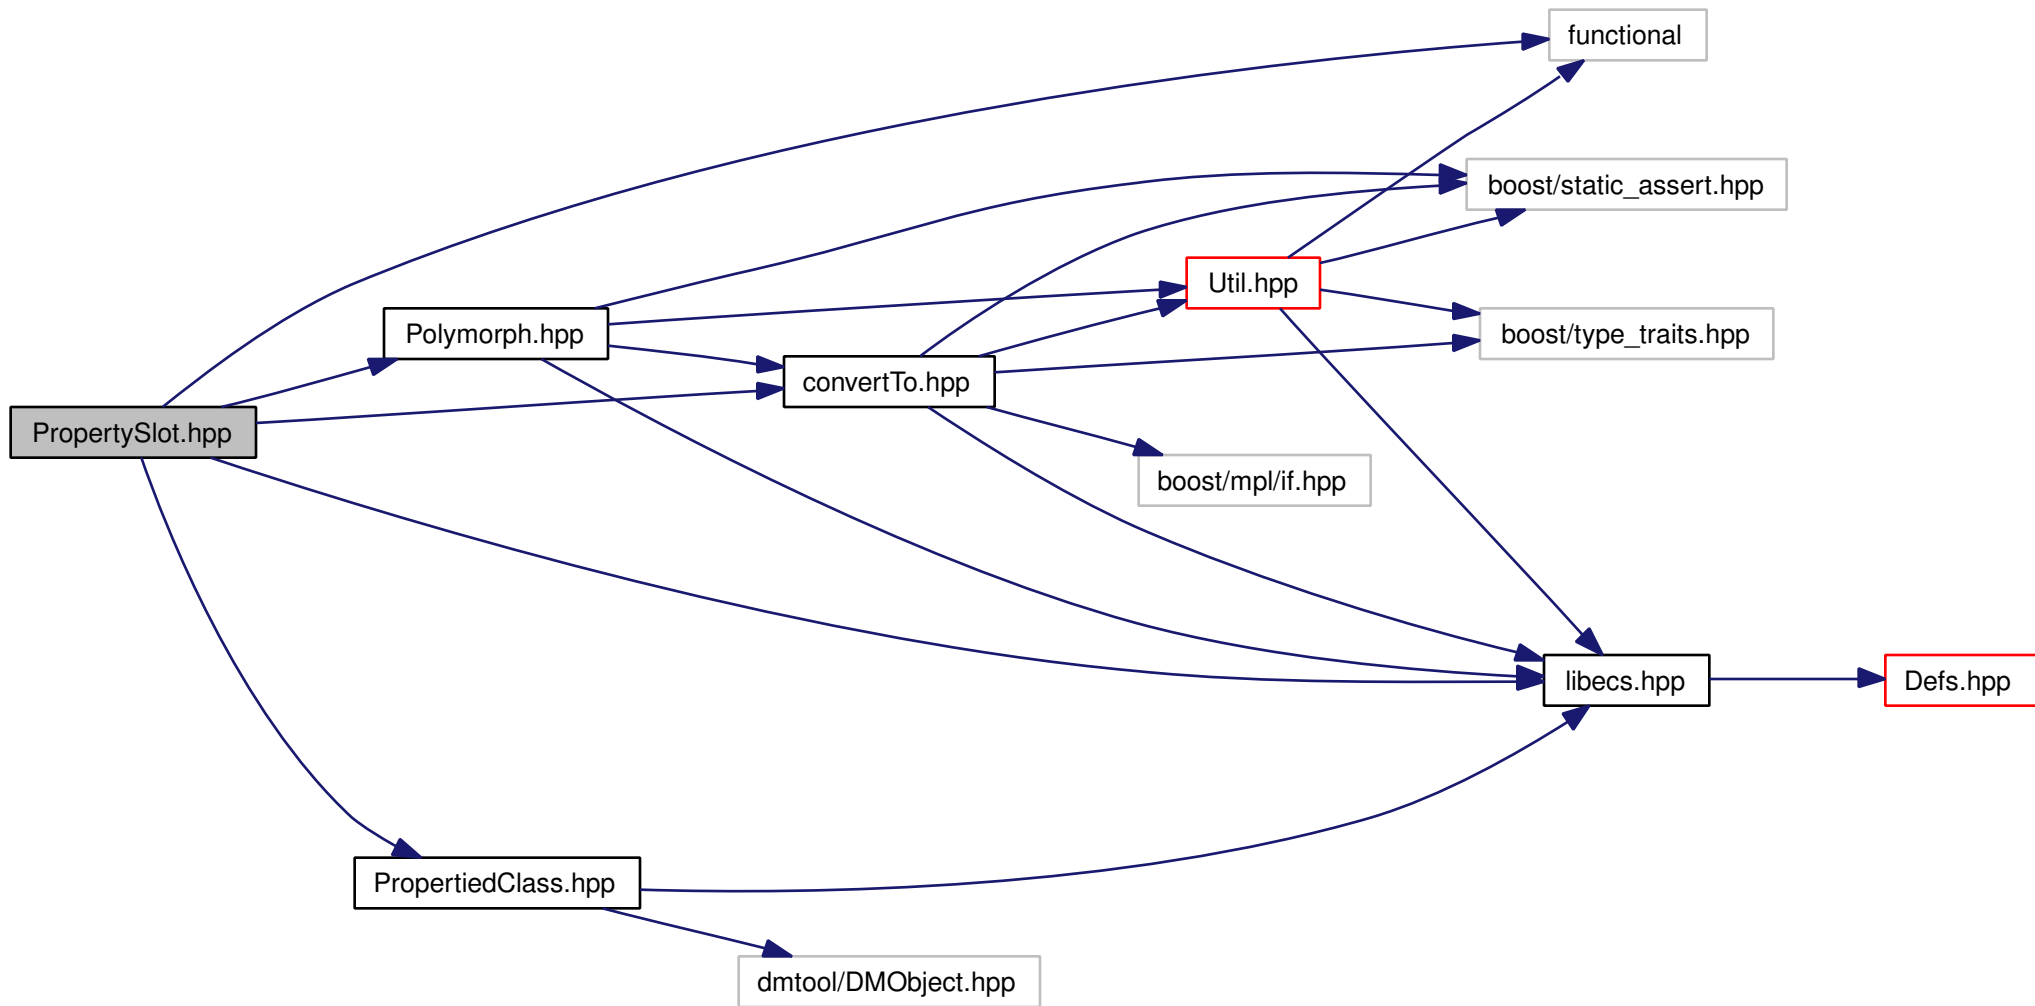 functional
boost/static_assert.hpp
Util.hpp
Polymorph.hpp
boost/type_traits.hpp
convertTo.hpp
PropertySlot.hpp
boost/mpl/if.hpp
libecs.hpp
Defs.hpp
PropertiedClass.hpp
dmtool/DMObject.hpp